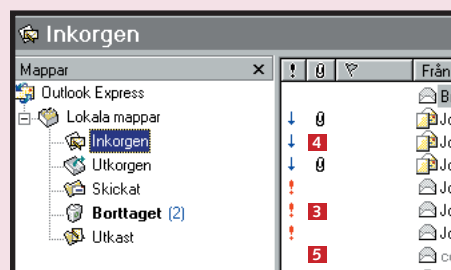 Inkorgen
Mappar × ! Från
Outlook Express
Lokala mappar
Inkorgen
4
Utkorgen
Skickat
Borttaget (2)
3
Utkast
5